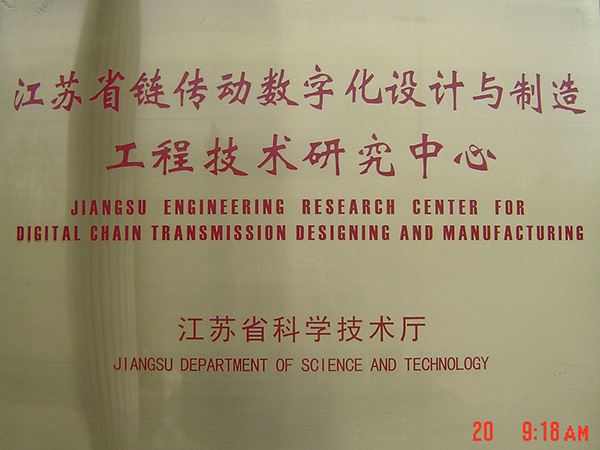 江苏省链传动数字化设计与制造
工程技术研究中心
JIANGSU ENGINEERING RESEARCH CENTER FOR
DIGITAL CHAIN TRANSMISSION DESIGNING AND MANUFACTURING
江苏省科学技术厅
JIANGSU DEPARTMENT OF SCIENCE AND TECHNOLOGY
20 9:18 AM